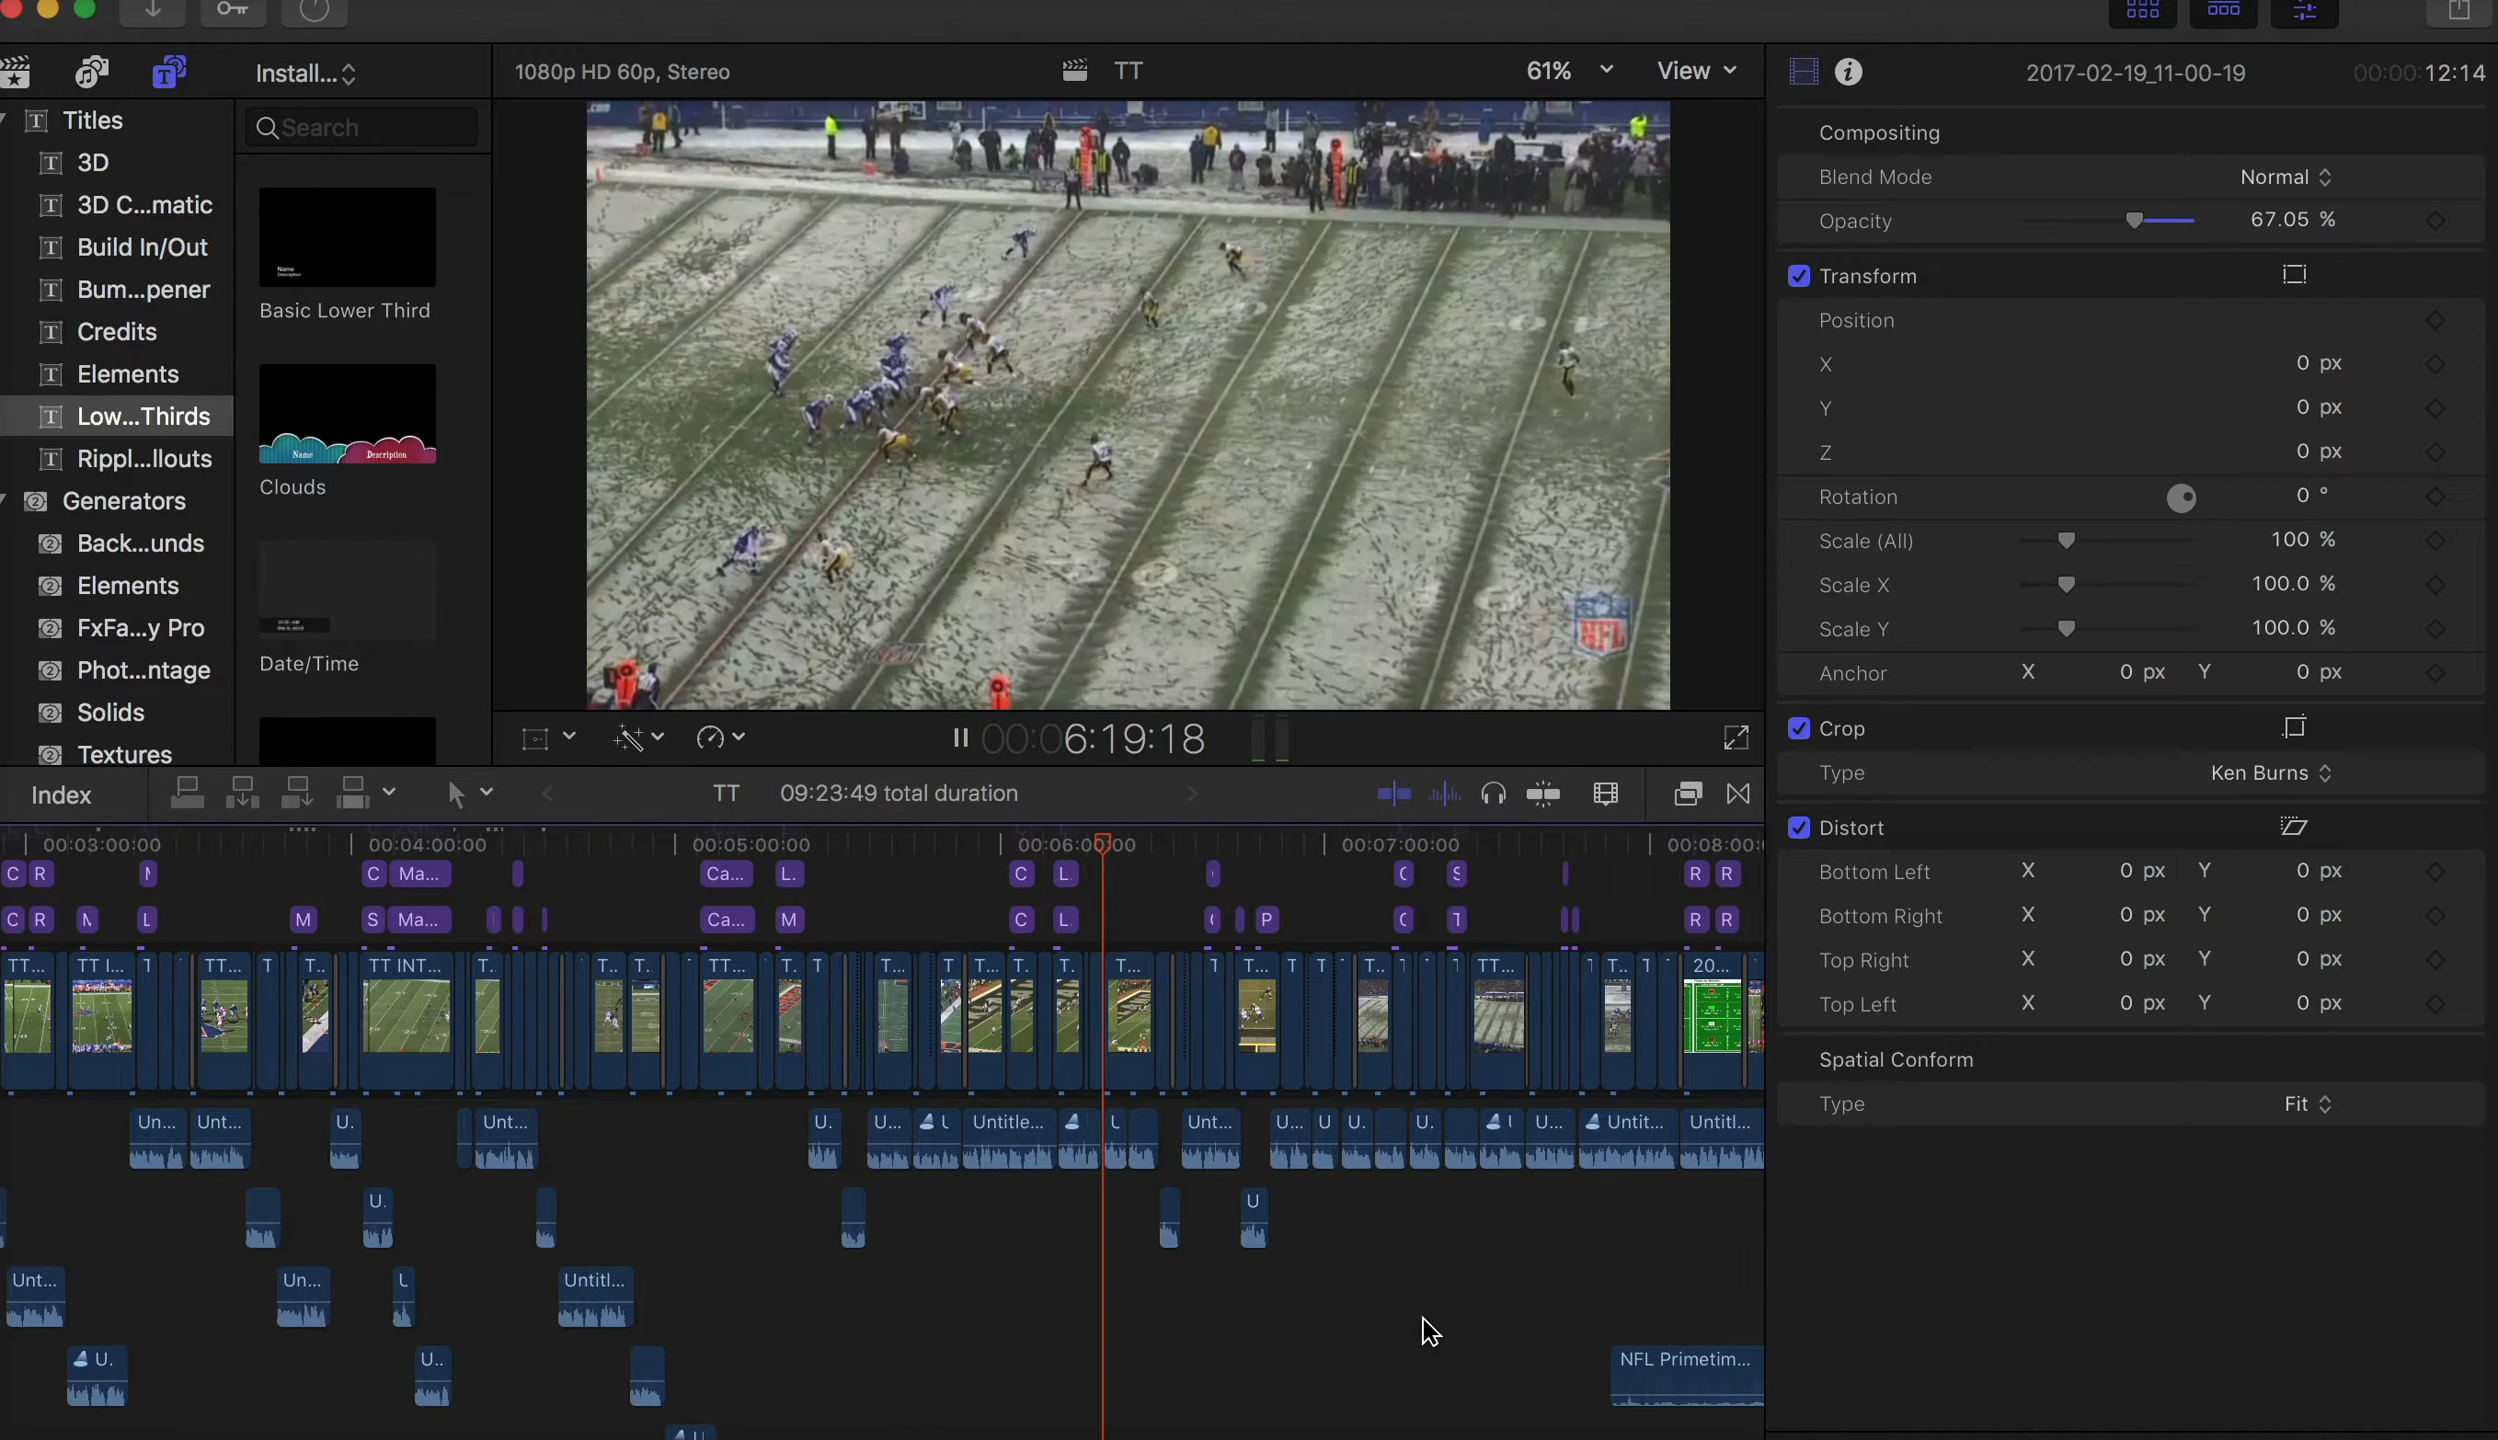 Install...
1080p HD 60p, Stereo
TT
61%
View
2017-02-19_11-00-19
00:00:12:14
Titles
3D
3D C...matic
Build In/Out
Bum...pener
Credits
Elements
Low...Thirds
Rippl...llouts
Generators
Back...unds
Elements
FxFa...y Pro
Phot...ntage
Solids
Textures
Search
Name
Description
Basic Lower Third
Name
Description
Clouds
Date/Time
NFL
Compositing
Blend Mode
Normal
Opacity
67.05 %
Transform
Position
X
0 px
Y
0 px
Z
0 px
Rotation
0 °
Scale (All)
100 %
Scale X
100.0 %
Scale Y
100.0 %
Anchor X 0 px Y 0 px
Crop
Type
Ken Burns
Distort
Bottom Left X 0 px Y 0 px
Bottom Right X 0 px Y 0 px
Top Right X 0 px Y 0 px
Top Left X 0 px Y 0 px
Spatial Conform
Type
Fit
00:06:19:18
Index
TT
09:23:49 total duration
00:03:00:00 00:04:00:00 00:05:00:00 00:06:00:00 00:07:00:00 00:08:00:
C R C Ma... Ca... L. C L. S R R
C R L M S Ma... Ca... M C L. P T R R
TT... TT I... TT... T T.. TT INT... T.. T.. T.. TT... T. T T... T T... T. T. T... T T... T T T.. T TT... T T.. T 20...
Un... Unt... U. Unt... U. U... Untitle... Unt... U... U U. U. U... Untit... Untitl...
U. U
Unt... Un... Untitl...
U. U.. NFL Primetim...